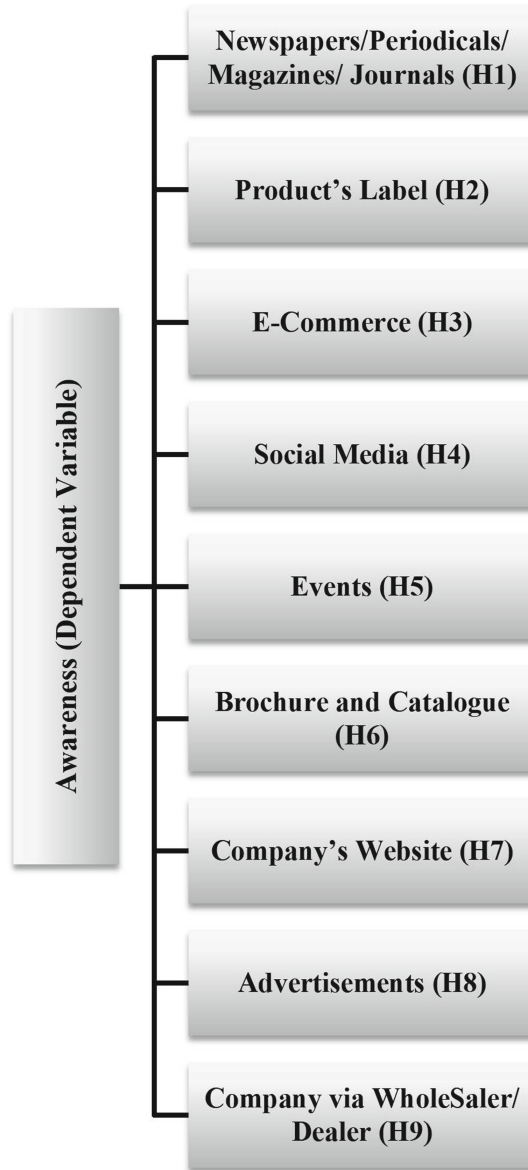 Awareness (Dependent Variable)
Newspapers/Periodicals/
Magazines/ Journals (H1)
Product’s Label (H2)
E-Commerce (H3)
Social Media (H4)
Events (H5)
Brochure and Catalogue
(H6)
Company’s Website (H7)
Advertisements (H8)
Company via WholeSaler/
Dealer (H9)